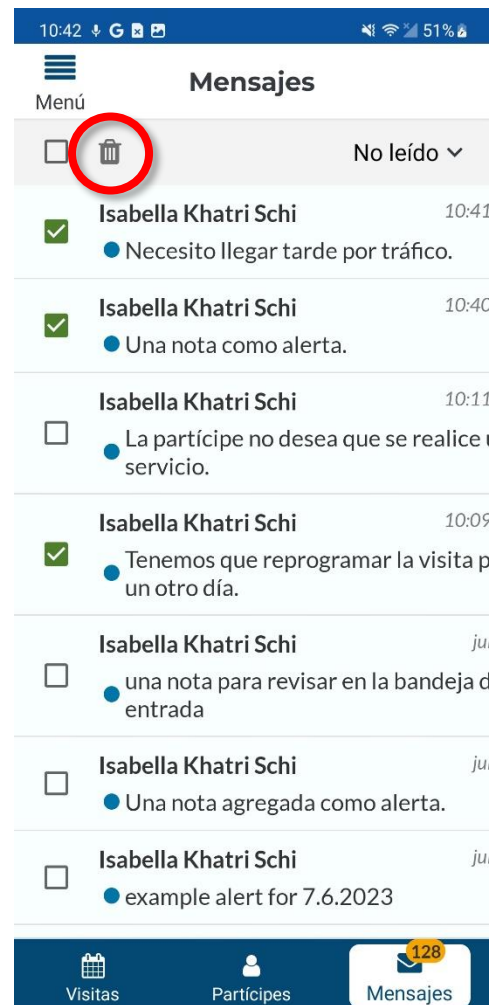 10:42 G 51%
Menú
Mensajes
No leído
Isabella Khatri Schi 10:41
Necesito llegar tarde por tráfico.
Isabella Khatri Schi 10:40
Una nota como alerta.
Isabella Khatri Schi 10:11
La partícipe no desea que se realice
servicio.
Isabella Khatri Schi 10:09
Tenemos que reprogramar la visita
un otro día.
Isabella Khatri Schi
una nota para revisar en la bandeja
entrada
Isabella Khatri Schi
Una nota agregada como alerta.
Isabella Khatri Schi
example alert for 7.6.2023
128
Visitas Partícipes Mensajes